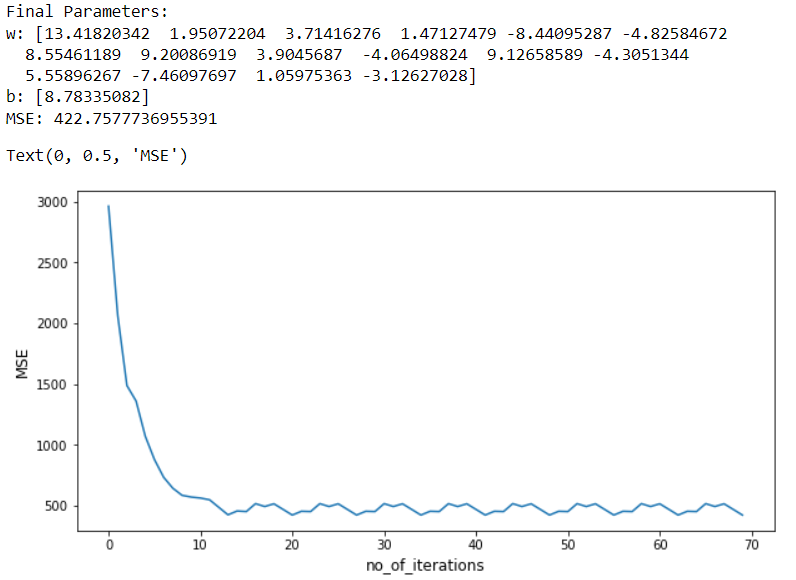 Final Parameters:
w: [13.41820342  1.95072204  3.71416276  1.47127479 -8.44095287 -4.82584672
  8.55461189  9.20086919  3.9045687  -4.06498824  9.12658589 -4.3051344
  5.55896267 -7.46097697  1.05975363 -3.12627028]
b: [8.78335082]
MSE: 422.7577736955391
Text(0, 0.5, 'MSE')
3000
2500
2000
1500
1000
500
MSE
0 10 20 30 40 50 60 70
no_of_iterations